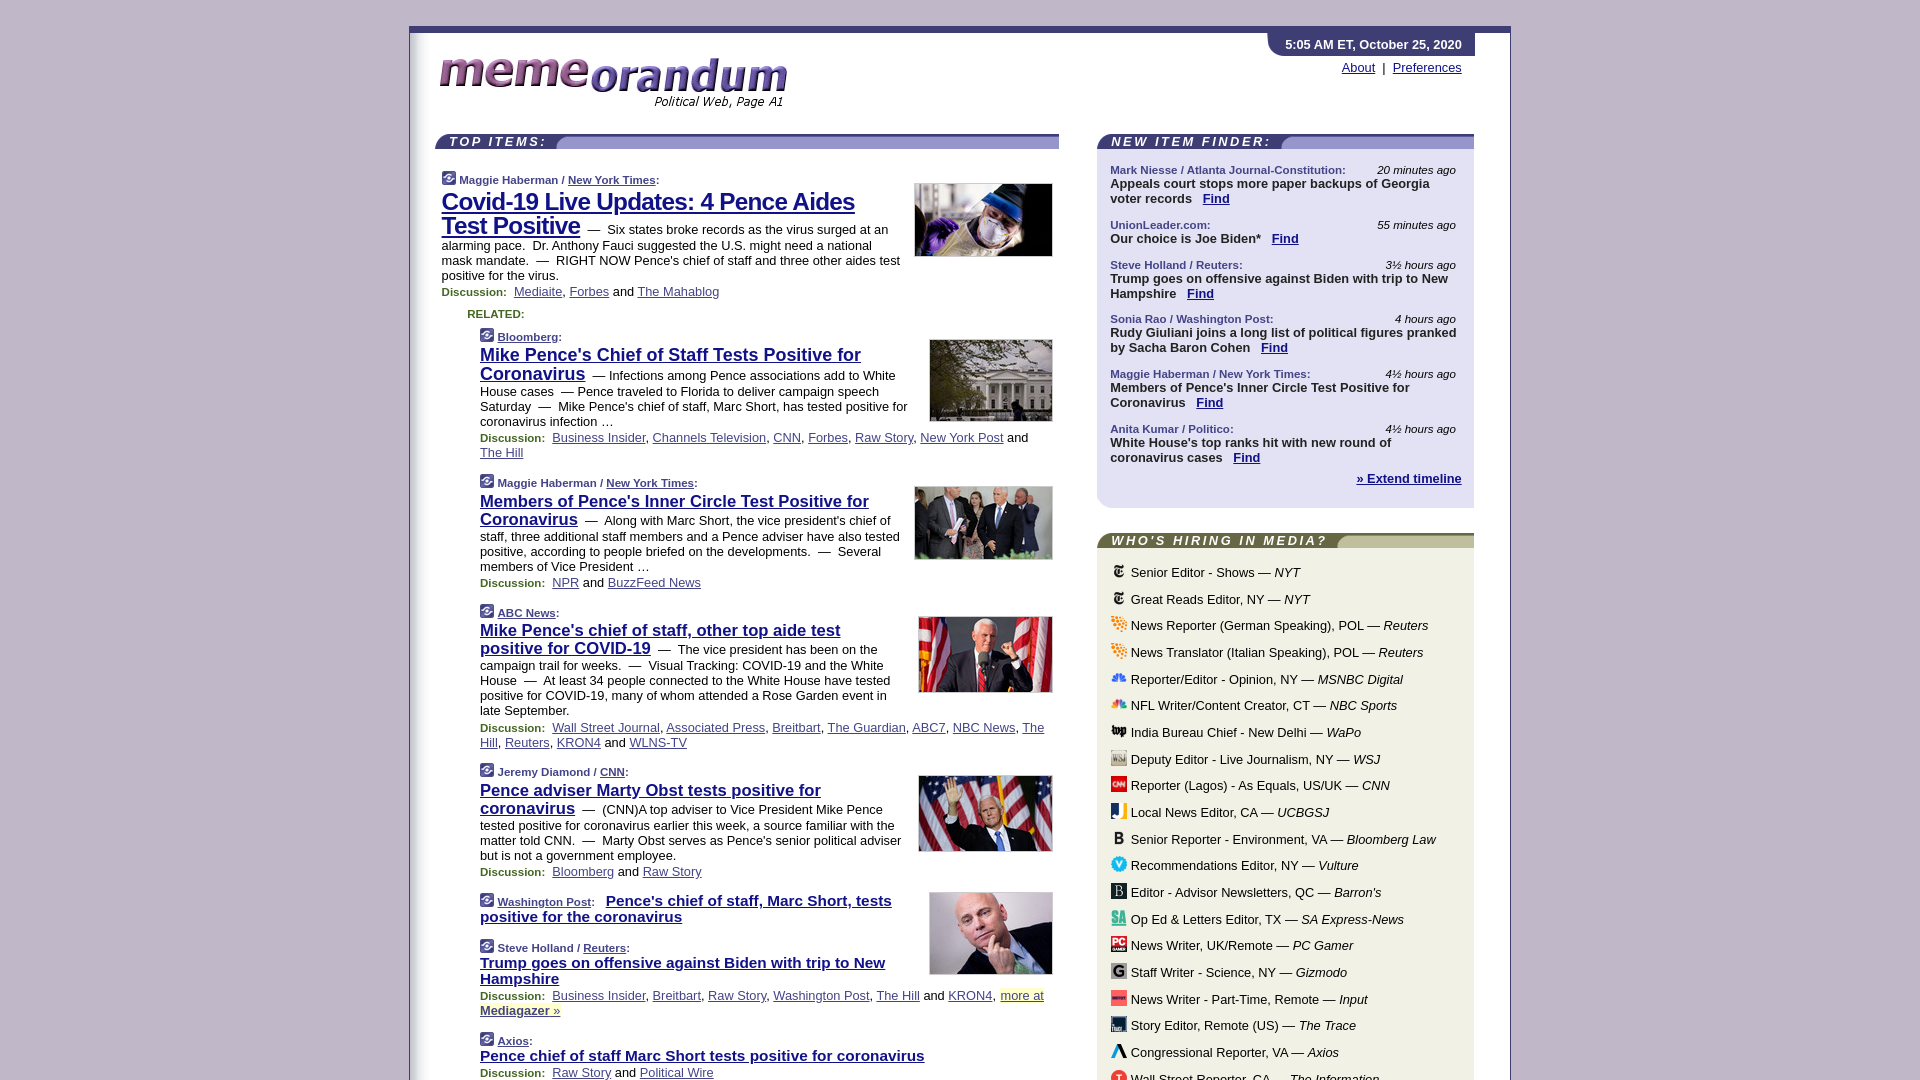 5:05 AM ET, October 25, 2020
About | Preferences
memeorandum
Political Web, Page A1
TOP ITEMS:
Maggie Haberman / New York Times:
Covid-19 Live Updates: 4 Pence Aides
Test Positive — Six states broke records as the virus surged at an
alarming pace. Dr. Anthony Fauci suggested the U.S. might need a national
mask mandate. — RIGHT NOW Pence's chief of staff and three other aides test
positive for the virus.
Discussion: Mediaite, Forbes and The Mahablog
RELATED:
Bloomberg:
Mike Pence's Chief of Staff Tests Positive for
Coronavirus — Infections among Pence associations add to White
House cases — Pence traveled to Florida to deliver campaign speech
Saturday — Mike Pence's chief of staff, Marc Short, has tested positive for
coronavirus infection …
Discussion: Business Insider, Channels Television, CNN, Forbes, Raw Story, New York Post and
The Hill
Maggie Haberman / New York Times:
Members of Pence's Inner Circle Test Positive for
Coronavirus — Along with Marc Short, the vice president's chief of
staff, three additional staff members and a Pence adviser have also tested
positive, according to people briefed on the developments. — Several
members of Vice President …
Discussion: NPR and BuzzFeed News
ABC News:
Mike Pence's chief of staff, other top aide test
positive for COVID-19 — The vice president has been on the
campaign trail for weeks. — Visual Tracking: COVID-19 and the White
House — At least 34 people connected to the White House have tested
positive for COVID-19, many of whom attended a Rose Garden event in
late September.
Discussion: Wall Street Journal, Associated Press, Breitbart, The Guardian, ABC7, NBC News, The
Hill, Reuters, KRON4 and WLNS-TV
Jeremy Diamond / CNN:
Pence adviser Marty Obst tests positive for
coronavirus — (CNN)A top adviser to Vice President Mike Pence
tested positive for coronavirus earlier this week, a source familiar with the
matter told CNN. — Marty Obst serves as Pence's senior political adviser
but is not a government employee.
Discussion: Bloomberg and Raw Story
Washington Post: Pence's chief of staff, Marc Short, tests
positive for the coronavirus
Steve Holland / Reuters:
Trump goes on offensive against Biden with trip to New
Hampshire
Discussion: Business Insider, Breitbart, Raw Story, Washington Post, The Hill and KRON4, more at
Mediagazer »
Axios:
Pence chief of staff Marc Short tests positive for coronavirus
Discussion: Raw Story and Political Wire
NEW ITEM FINDER:
Mark Niesse / Atlanta Journal-Constitution: 20 minutes ago
Appeals court stops more paper backups of Georgia
voter records Find
UnionLeader.com: 55 minutes ago
Our choice is Joe Biden* Find
Steve Holland / Reuters: 3½ hours ago
Trump goes on offensive against Biden with trip to New
Hampshire Find
Sonia Rao / Washington Post: 4 hours ago
Rudy Giuliani joins a long list of political figures pranked
by Sacha Baron Cohen Find
Maggie Haberman / New York Times: 4½ hours ago
Members of Pence's Inner Circle Test Positive for
Coronavirus Find
Anita Kumar / Politico: 4½ hours ago
White House's top ranks hit with new round of
coronavirus cases Find
» Extend timeline
WHO'S HIRING IN MEDIA?
Senior Editor - Shows — NYT
Great Reads Editor, NY — NYT
News Reporter (German Speaking), POL — Reuters
News Translator (Italian Speaking), POL — Reuters
Reporter/Editor - Opinion, NY — MSNBC Digital
NFL Writer/Content Creator, CT — NBC Sports
wp India Bureau Chief - New Delhi — WaPo
Deputy Editor - Live Journalism, NY — WSJ
CNN Reporter (Lagos) - As Equals, US/UK — CNN
J Local News Editor, CA — UCBGSJ
B Senior Reporter - Environment, VA — Bloomberg Law
V Recommendations Editor, NY — Vulture
B Editor - Advisor Newsletters, QC — Barron's
SA Op Ed & Letters Editor, TX — SA Express-News
PC GAMER News Writer, UK/Remote — PC Gamer
G Staff Writer - Science, NY — Gizmodo
News Writer - Part-Time, Remote — Input
Story Editor, Remote (US) — The Trace
Congressional Reporter, VA — Axios
T Wall Street Reporter, CA — The Information